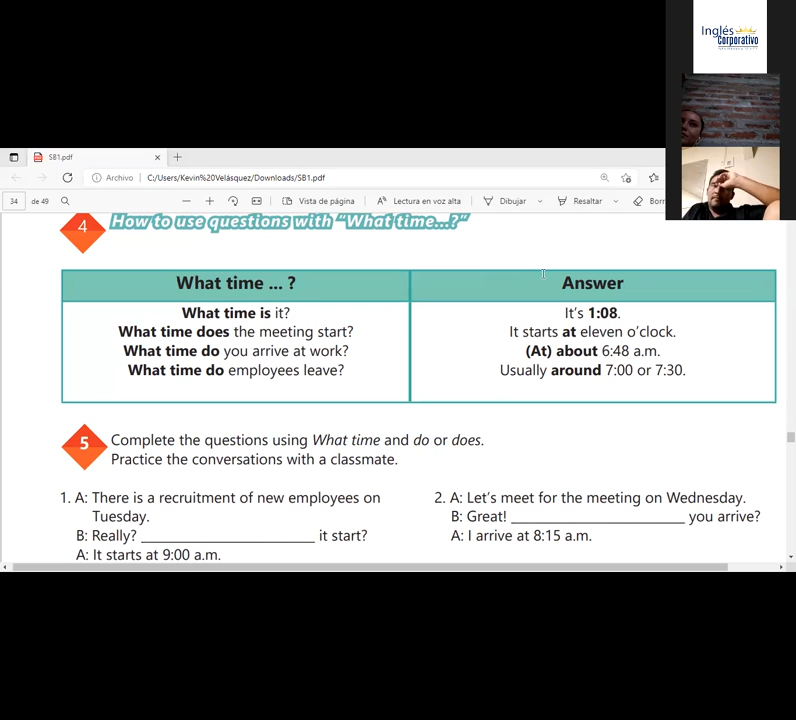 Inglés
Corporativo
SB1.pdf
Archivo C:/Users/Kevin%20Velásquez/Downloads/SB1.pdf
34 de 49 Vista de página Lectura en voz alta Dibujar Resaltar Borr
4 How to use questions with “What time...?”
What time ... ? Answer
What time is it? It's 1:08.
What time does the meeting start? It starts at eleven o'clock.
What time do you arrive at work? (At) about 6:48 a.m.
What time do employees leave? Usually around 7:00 or 7:30.
5 Complete the questions using What time and do or does.
Practice the conversations with a classmate.
1. A: There is a recruitment of new employees on
Tuesday.
B: Really? ____________________ it start?
A: It starts at 9:00 a.m.
2. A: Let's meet for the meeting on Wednesday.
B: Great! ____________________ you arrive?
A: I arrive at 8:15 a.m.